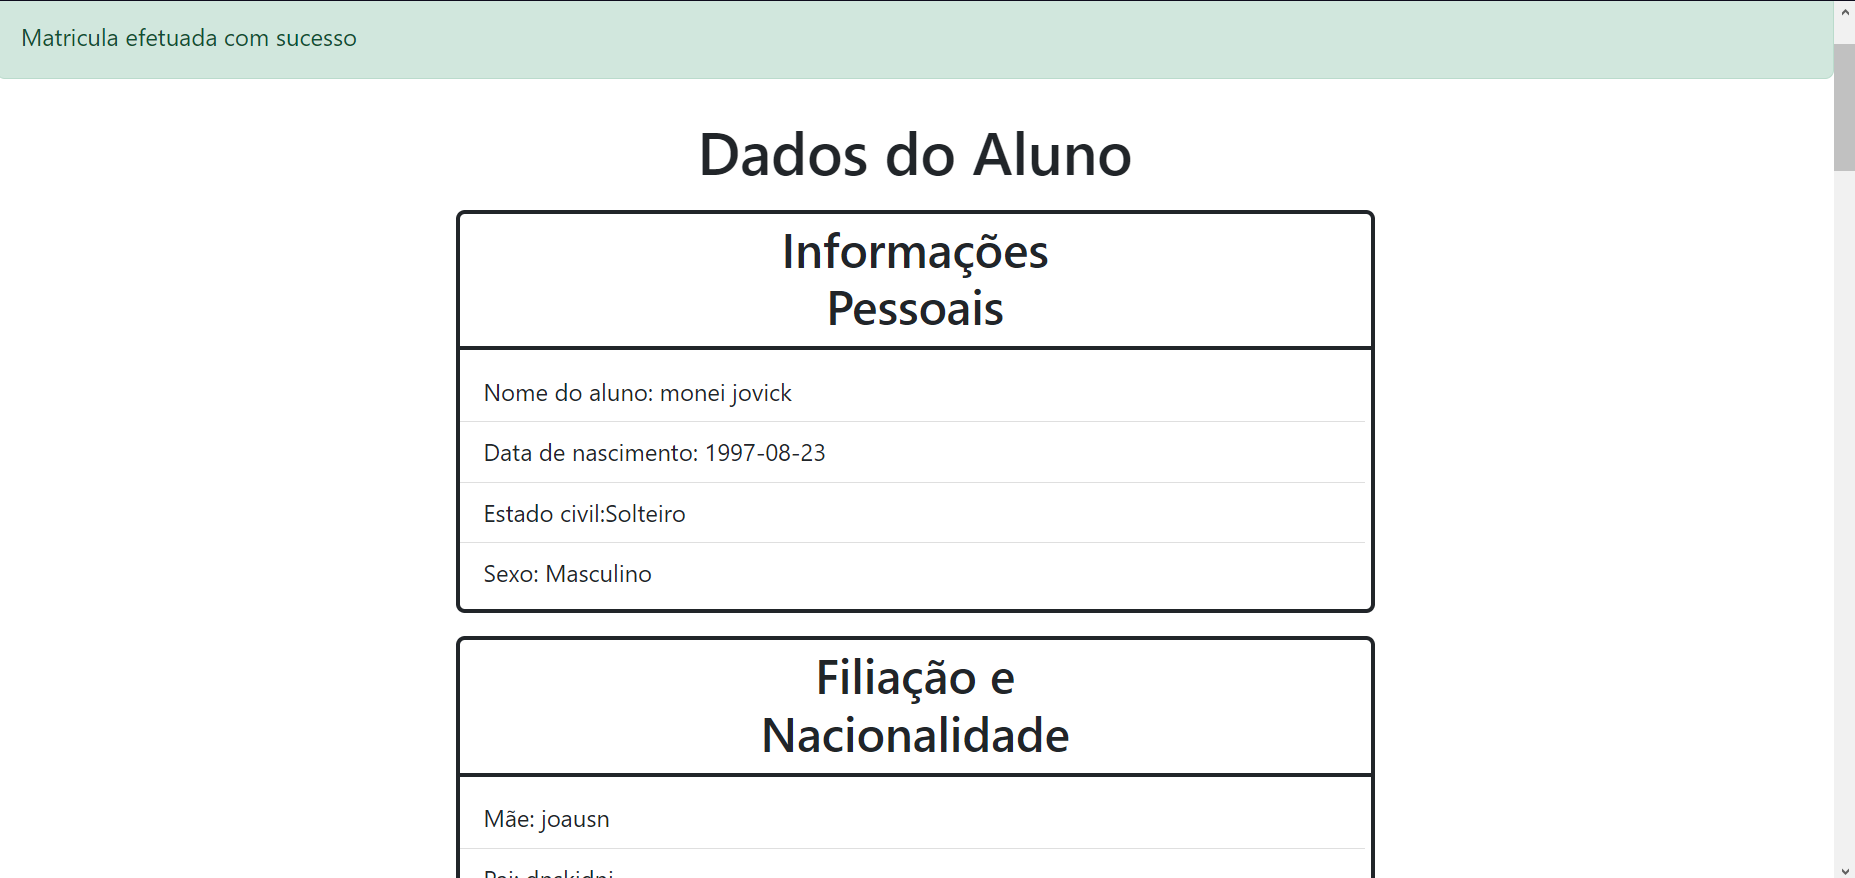 Matricula efetuada com sucesso
Dados do Aluno
Informações
Pessoais
Nome do aluno: monei jovick
Data de nascimento: 1997-08-23
Estado civil:Solteiro
Sexo: Masculino
Filiação e
Nacionalidade
Mãe: joausn